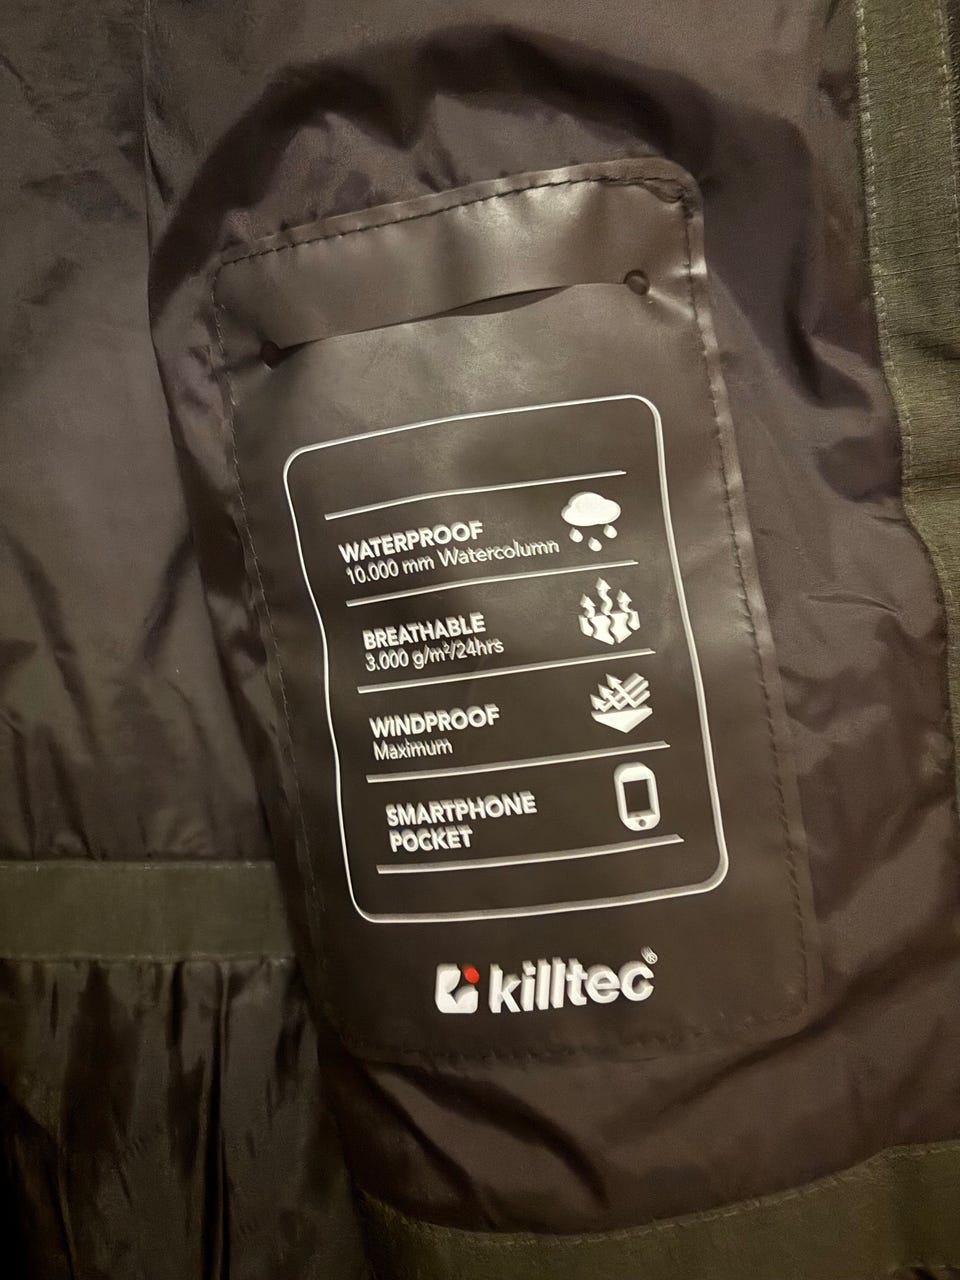 WATERPROOF
10.000 mm Watercolumn
BREATHABLE
3.000 g/m²/24hrs
WINDPROOF
Maximum
SMARTPHONE
POCKET
killtec®